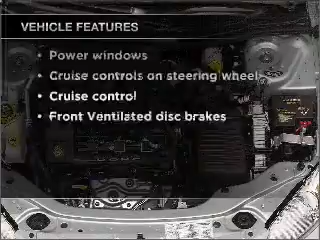 VEHICLE FEATURES
• Power windows
• Cruise controls on steering wheel
• Cruise control
• Front Ventilated disc brakes